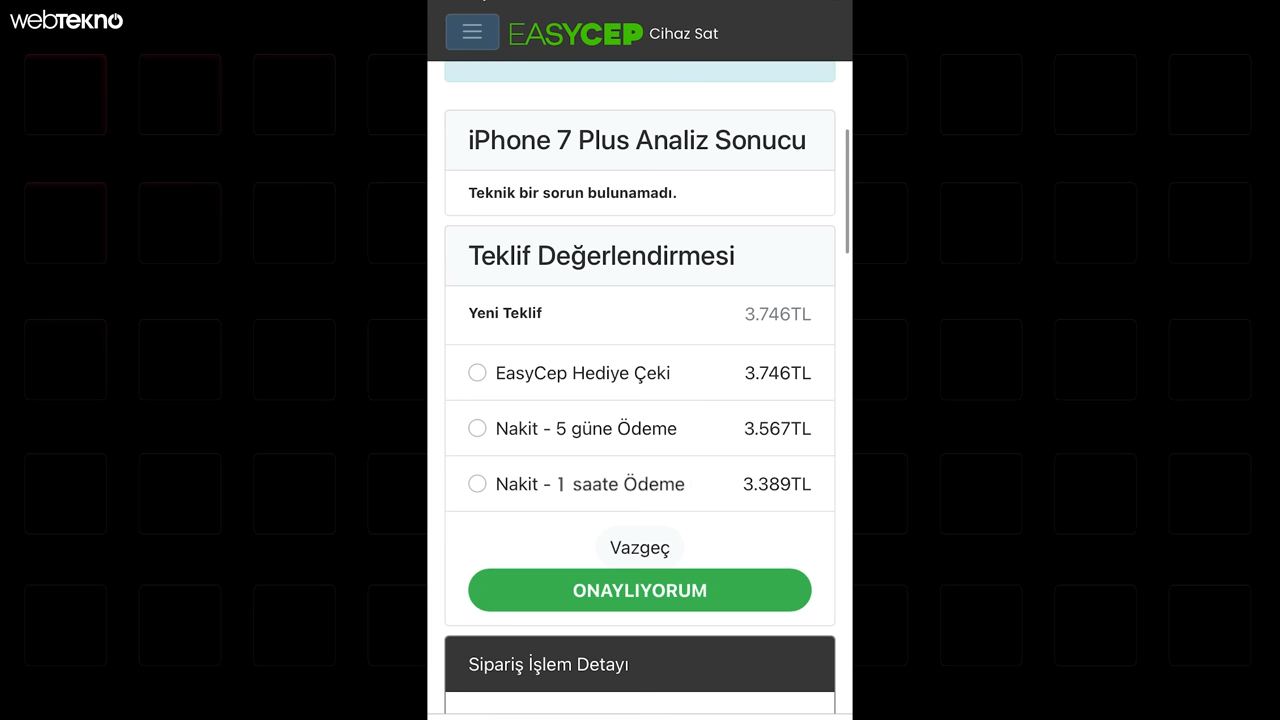 webTEKNO
EASYCEP Cihaz Sat
iPhone 7 Plus Analiz Sonucu
Teknik bir sorun bulunamadı.
Teklif Değerlendirmesi
Yeni Teklif 3.746TL
EasyCep Hediye Çeki 3.746TL
Nakit - 5 güne Ödeme 3.567TL
Nakit - 1 saate Ödeme 3.389TL
Vazgeç
ONAYLIYORUM
Sipariş İşlem Detayı